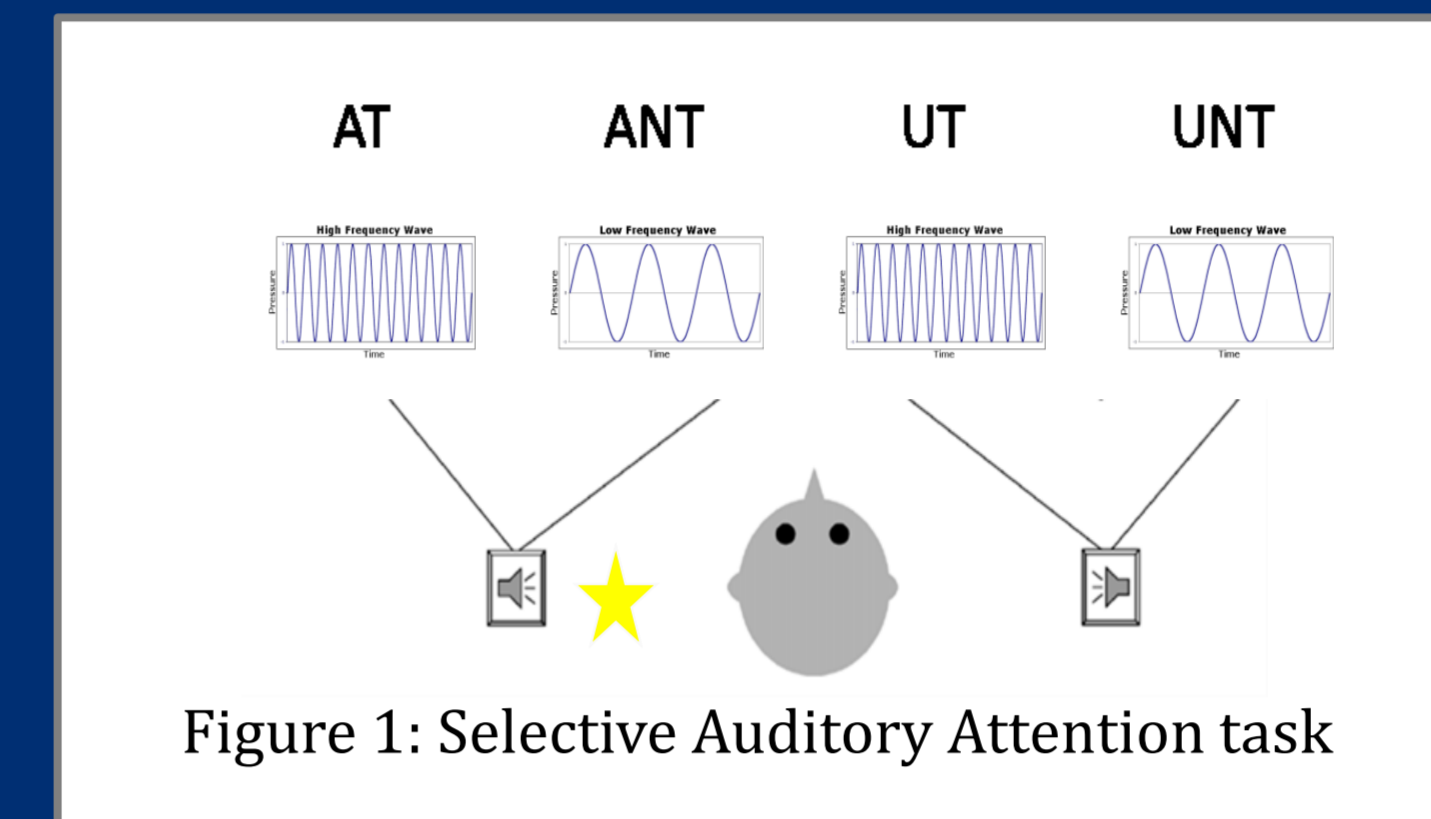 AT ANT UT UNT
High Frequency Wave Low Frequency Wave High Frequency Wave Low Frequency Wave
Pressure Pressure Pressure Pressure
Time Time Time Time
Figure 1: Selective Auditory Attention task